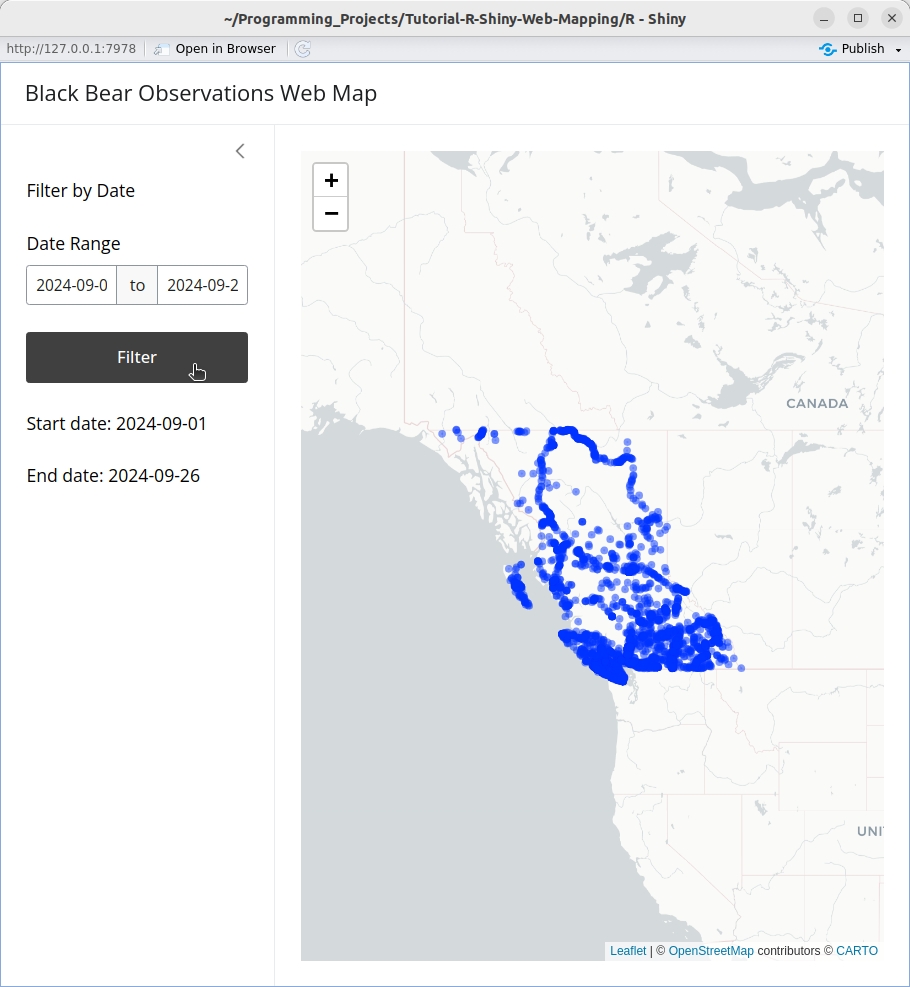 ~/Programming_Projects/Tutorial-R-Shiny-Web-Mapping/R - Shiny
http://127.0.0.1:7978 Open in Browser Publish
Black Bear Observations Web Map
Filter by Date
Date Range
2024-09-0 to 2024-09-2
Filter
Start date: 2024-09-01
End date: 2024-09-26
+
−
CANADA
UNI
Leaflet | © OpenStreetMap contributors © CARTO